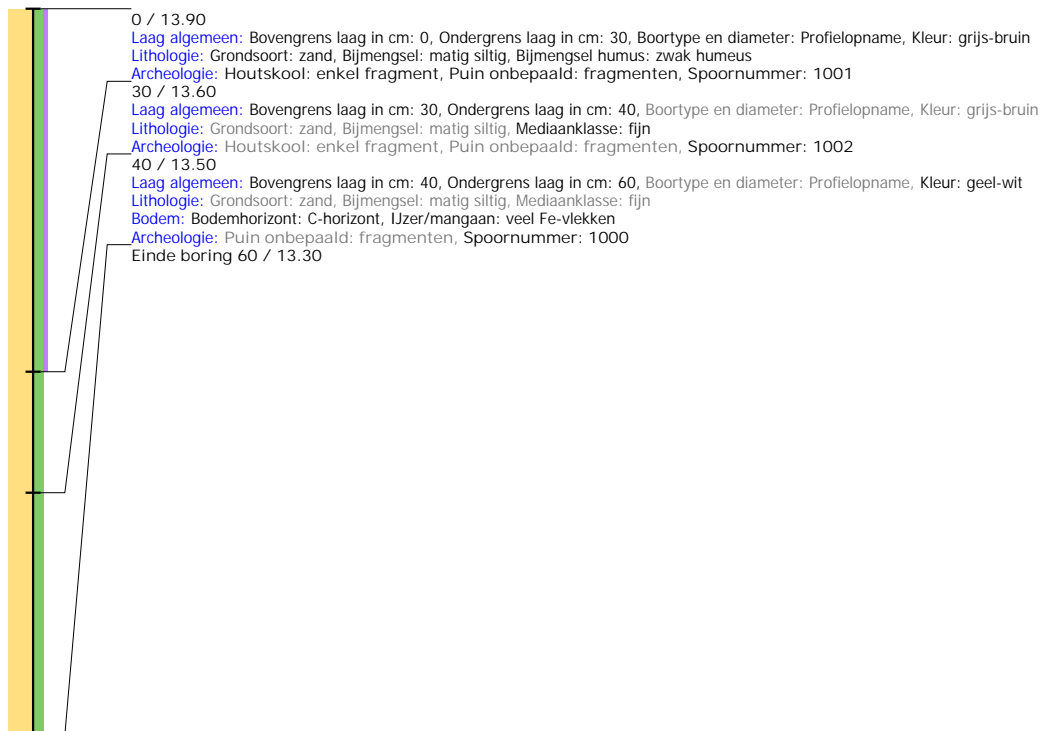 0 / 13.90
Laag algemeen: Bovengrens laag in cm: 0, Ondergrens laag in cm: 30, Boortype en diameter: Profielopname, Kleur: grijs-bruin
Lithologie: Grondsoort: zand, Bijmengsel: matig siltig, Bijmengsel humus: zwak humeus
Archeologie: Houtskool: enkel fragment, Puin onbepaald: fragmenten, Spoornummer: 1001
30 / 13.60
Laag algemeen: Bovengrens laag in cm: 30, Ondergrens laag in cm: 40, Boortype en diameter: Profielopname, Kleur: grijs-bruin
Lithologie: Grondsoort: zand, Bijmengsel: matig siltig, Mediaanklasse: fijn
Archeologie: Houtskool: enkel fragment, Puin onbepaald: fragmenten, Spoornummer: 1002
40 / 13.50
Laag algemeen: Bovengrens laag in cm: 40, Ondergrens laag in cm: 60, Boortype en diameter: Profielopname, Kleur: geel-wit
Lithologie: Grondsoort: zand, Bijmengsel: matig siltig, Mediaanklasse: fijn
Bodem: Bodemhorizont: C-horizont, IJzer/mangaan: veel Fe-vlekken
Archeologie: Puin onbepaald: fragmenten, Spoornummer: 1000
Einde boring 60 / 13.30